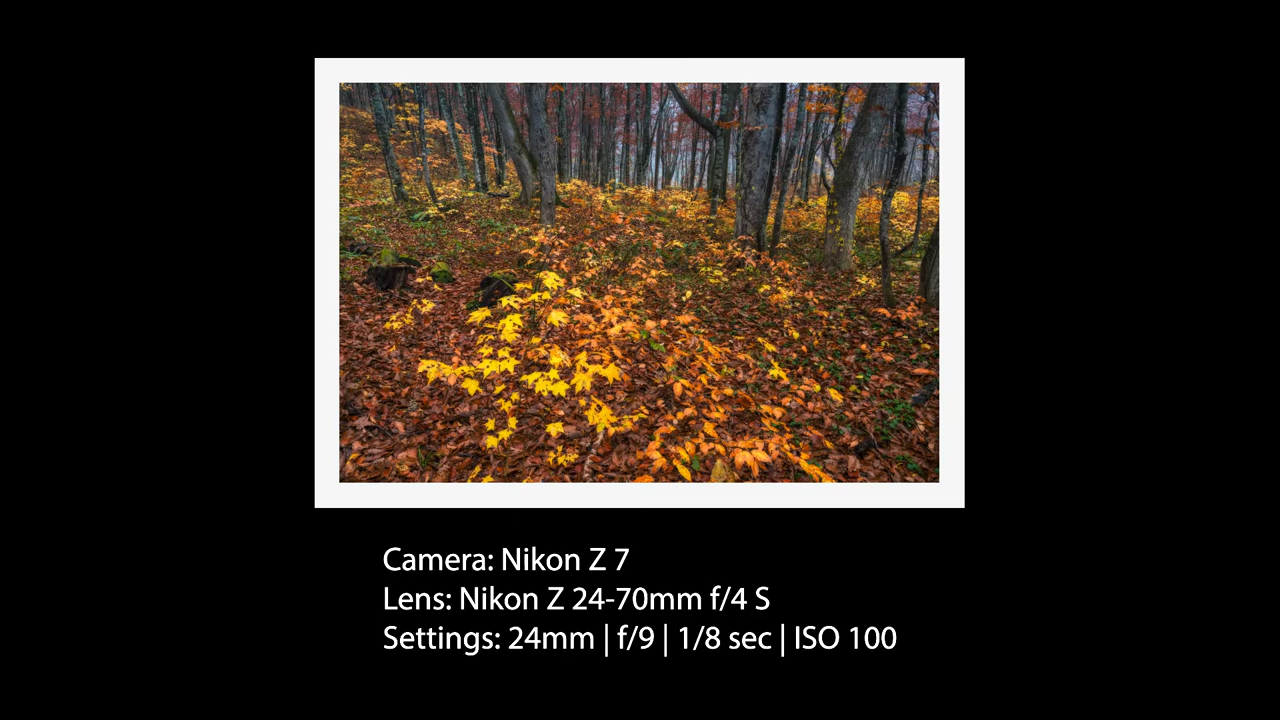 Camera: Nikon Z 7
Lens: Nikon Z 24-70mm f/4 S
Settings: 24mm | f/9 | 1/8 sec | ISO 100